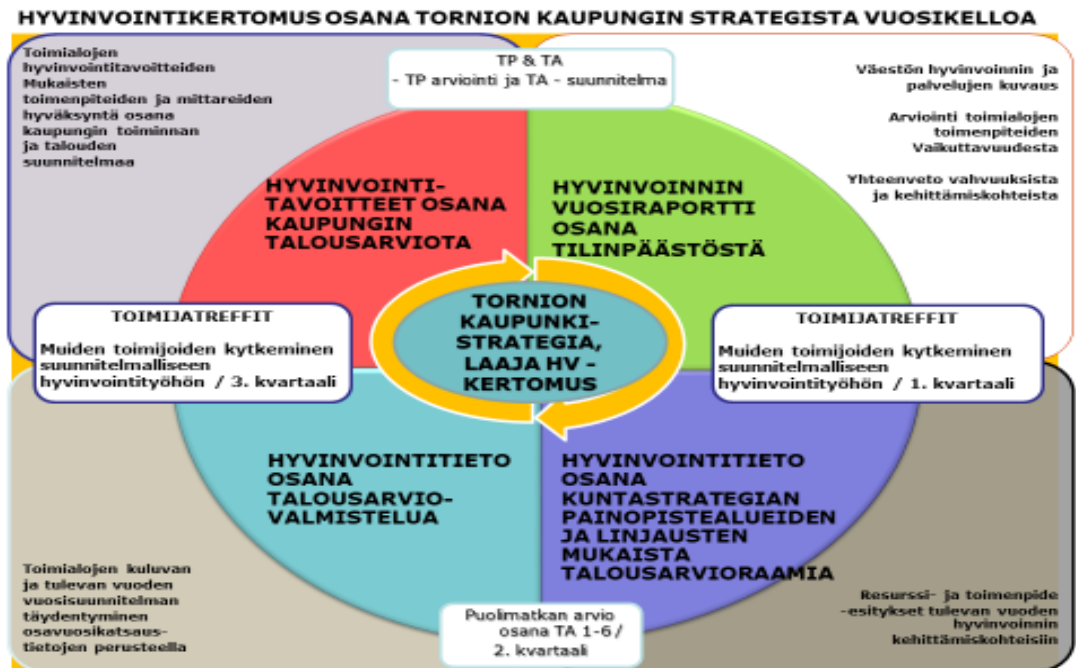 HYVINVOINTIKERTOMUS OSANA TORNION KAUPUNGIN STRATEGISTA VUOSIKELLOA
Toimialojen
hyvinvointitavoitteiden
Mukaisten
toimenpiteiden ja mittareiden
hyväksyntä osana
kaupungin toiminnan
ja talouden
suunnitelmaa
TP & TA
- TP arviointi ja TA - suunnitelma
Väestön hyvinvoinnin ja
palvelujen kuvaus
Arviointi toimialojen
toimenpiteiden
Vaikuttavuudesta
Yhteenveto vahvuuksista
ja kehittämiskohteista
HYVINVOINTI-
TAVOITTEET OSANA
KAUPUNGIN
TALOUSARVIOTA
HYVINVOINNIN
VUOSIRAPORTTI
OSANA
TILINPÄÄSTÖSTÄ
TOIMIJATREFFIT
Muiden toimijoiden kytkeminen
suunnitelmalliseen
hyvinvointityöhön / 3. kvartaali
TORNION
KAUPUNKI-
STRATEGIA,
LAAJA HV -
KERTOMUS
TOIMIJATREFFIT
Muiden toimijoiden kytkeminen
suunnitelmalliseen
hyvinvointityöhön / 1. kvartaali
HYVINVOINTITIETO
OSANA
TALOUSARVIO-
VALMISTELUA
HYVINVOINTITIETO
OSANA
KUNTASTRATEGIAN
PAINOPISTEALUEIDEN
JA LINJAUSTEN
MUKAISTA
TALOUSARVIORAAMIA
Toimialojen kuluvan
ja tulevan vuoden
vuosisuunnitelman
täydentyminen
osavuosikatsaus-
tietojen perusteella
Puolimatkan arvio
osana TA 1-6 /
2. kvartaali
Resurssi- ja toimenpide
-esitykset tulevan vuoden
hyvinvoinnin
kehittämiskohteisiin